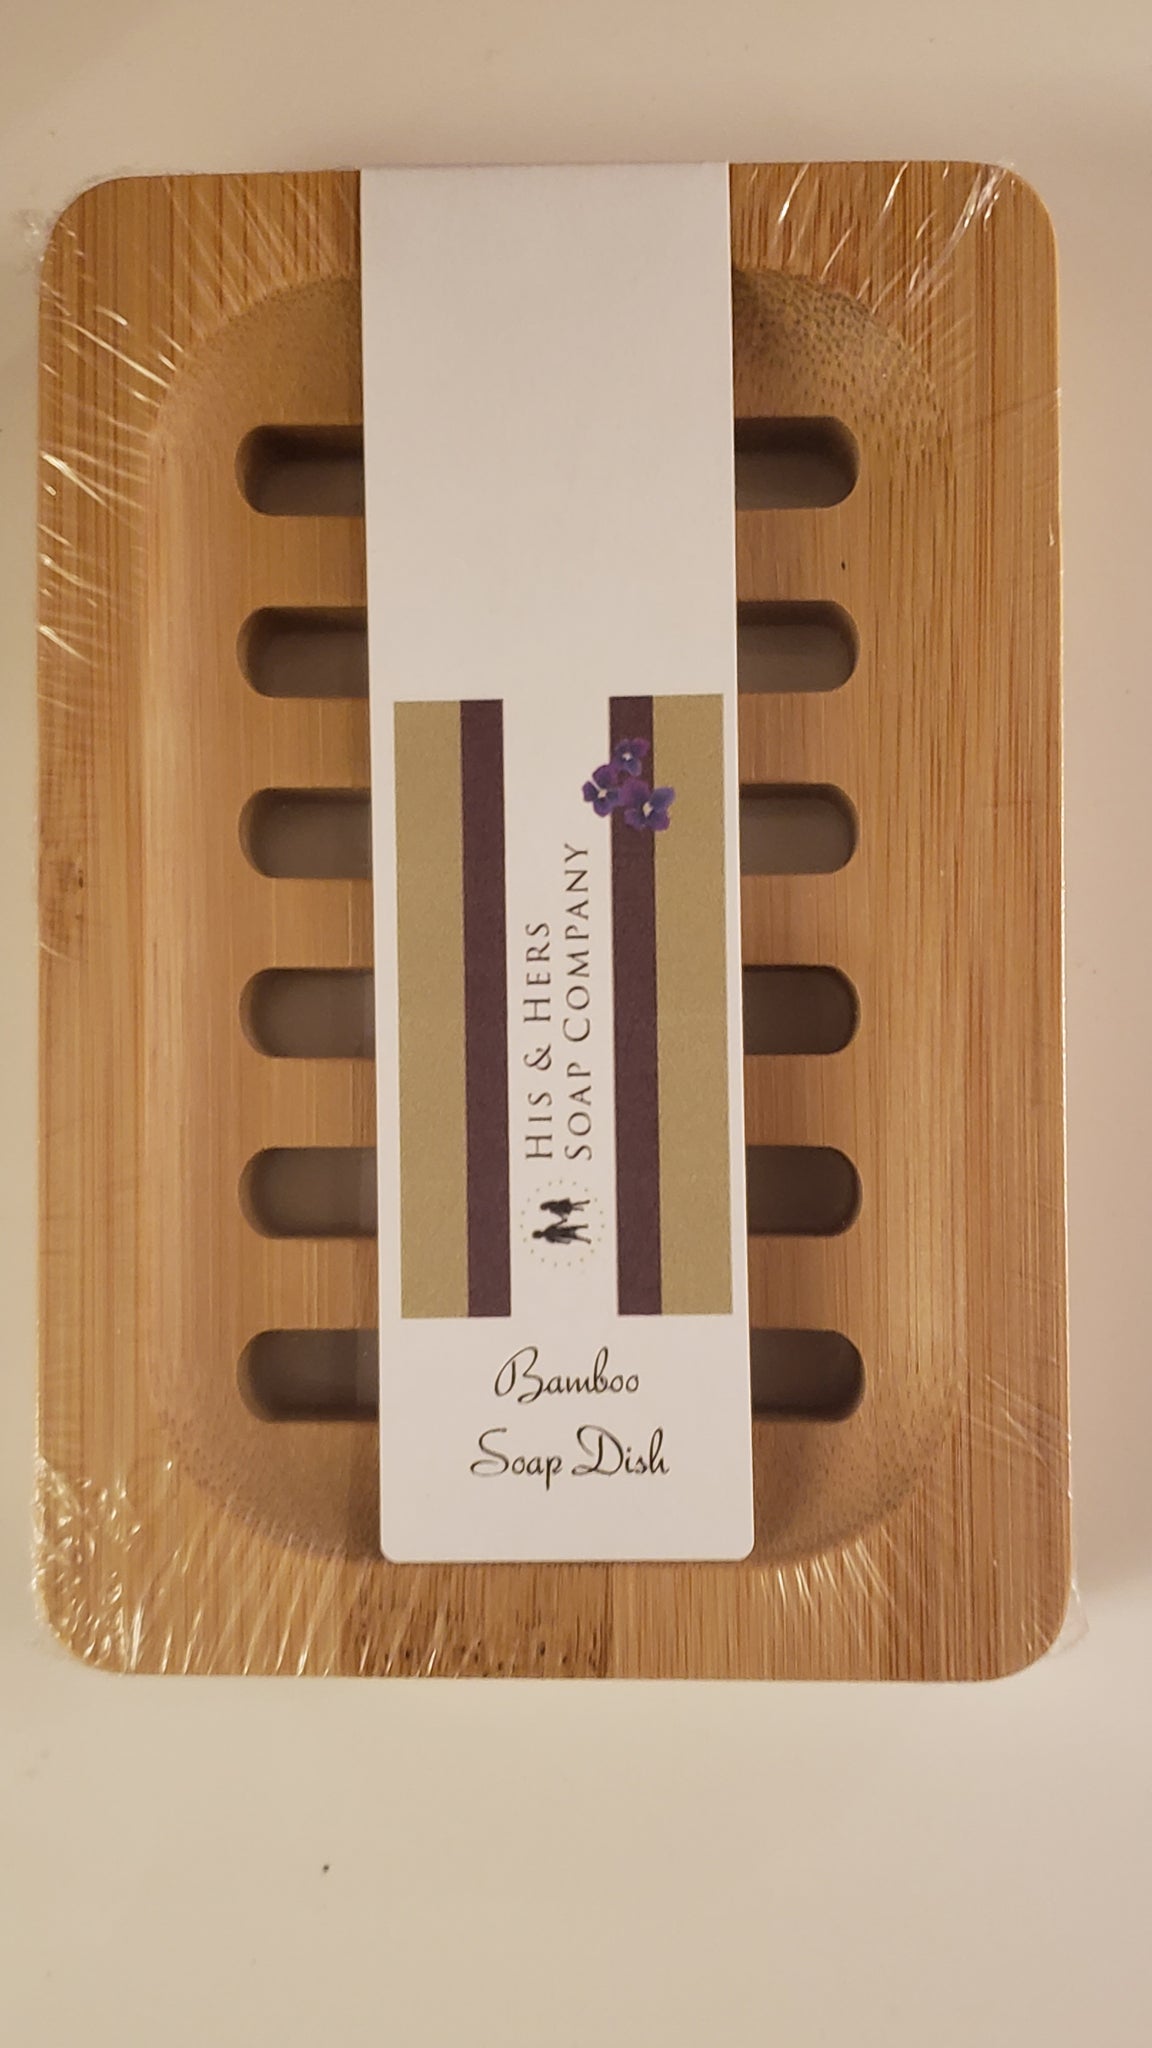 HIS & HERS
SOAP COMPANY
Bamboo
Soap Dish